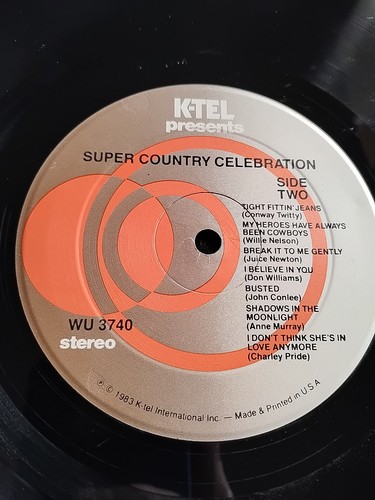 K-TEL
presents
SUPER COUNTRY CELEBRATION
SIDE
TWO
TIGHT FITTIN' JEANS
(Conway Twitty)
MY HEROES HAVE ALWAYS
BEEN COWBOYS
(Willie Nelson)
BREAK IT TO ME GENTLY
(Juice Newton)
I BELIEVE IN YOU
(Don Williams)
BUSTED
(John Conlee)
SHADOWS IN THE
MOONLIGHT
(Anne Murray)
I DON'T THINK SHE'S IN
LOVE ANYMORE
(Charley Pride)
WU 3740
stereo
℗ © 1983 K-tel International Inc. — Made & Printed in U.S.A